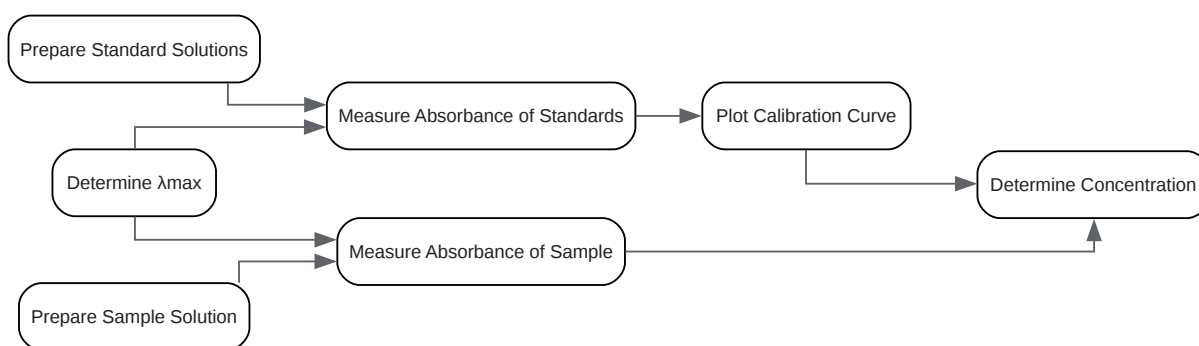 Prepare Standard Solutions
Measure Absorbance of Standards
Plot Calibration Curve
Determine λmax
Determine Concentration
Measure Absorbance of Sample
Prepare Sample Solution